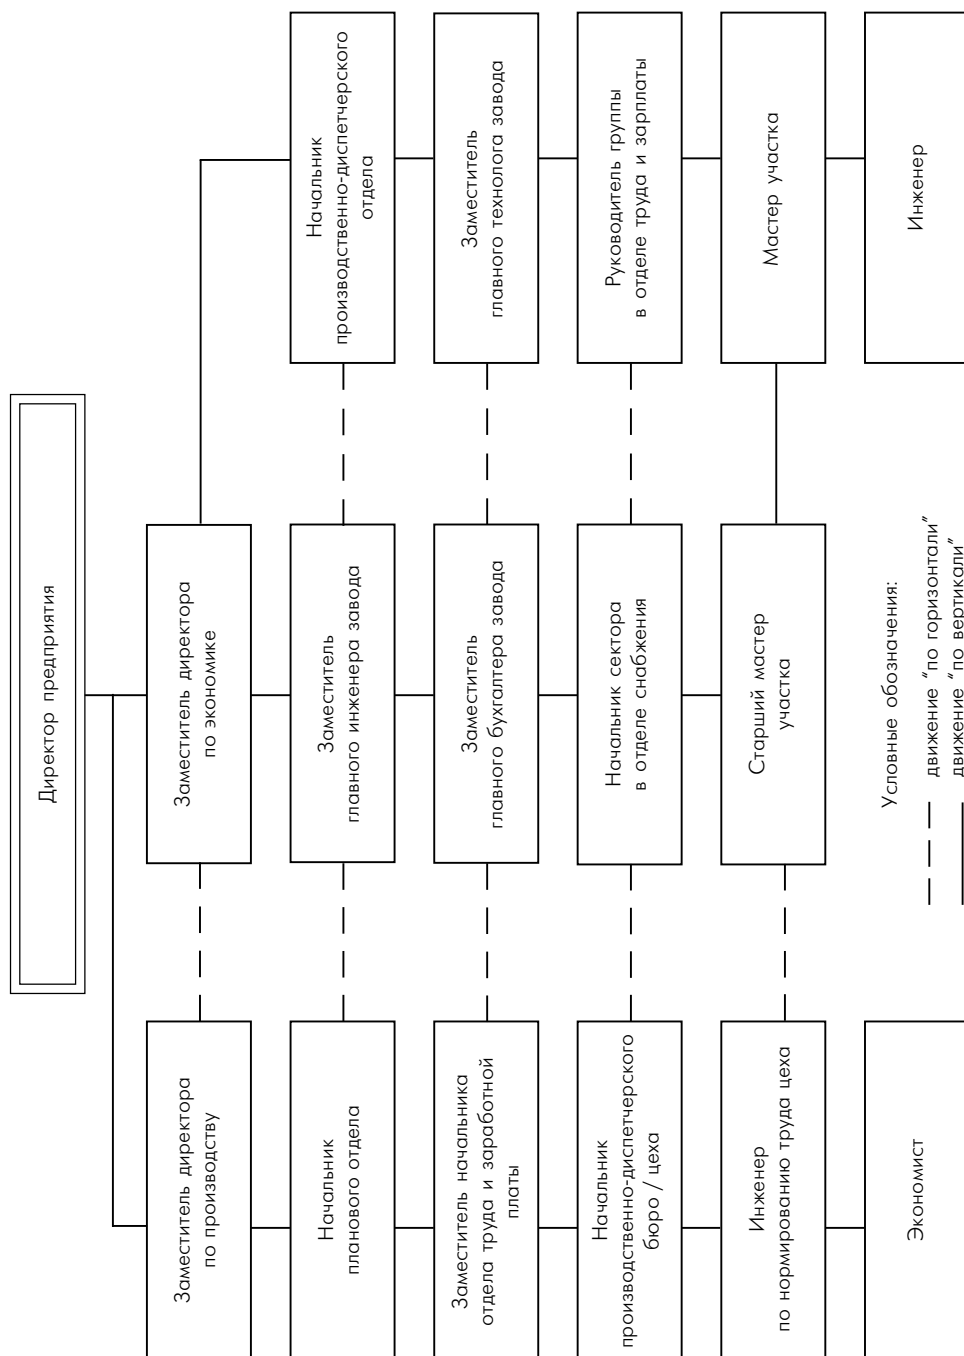 Директор предприятия
Заместитель директора
по производству
Заместитель директора
по экономике
Начальник
планового отдела
Заместитель
главного инженера завода
Начальник
производственно-диспетчерского
отдела
Заместитель начальника
отдела труда и заработной
платы
Заместитель
главного бухгалтера завода
Заместитель
главного технолога завода
Начальник
производственно-диспетчерского
бюро / цеха
Начальник сектора
в отделе снабжения
Руководитель группы
в отделе труда и зарплаты
Инженер
по нормированию труда цеха
Старший мастер
участка
Мастер участка
Экономист
Инженер
Условные обозначения:
движение “по горизонтали”
движение “по вертикали”